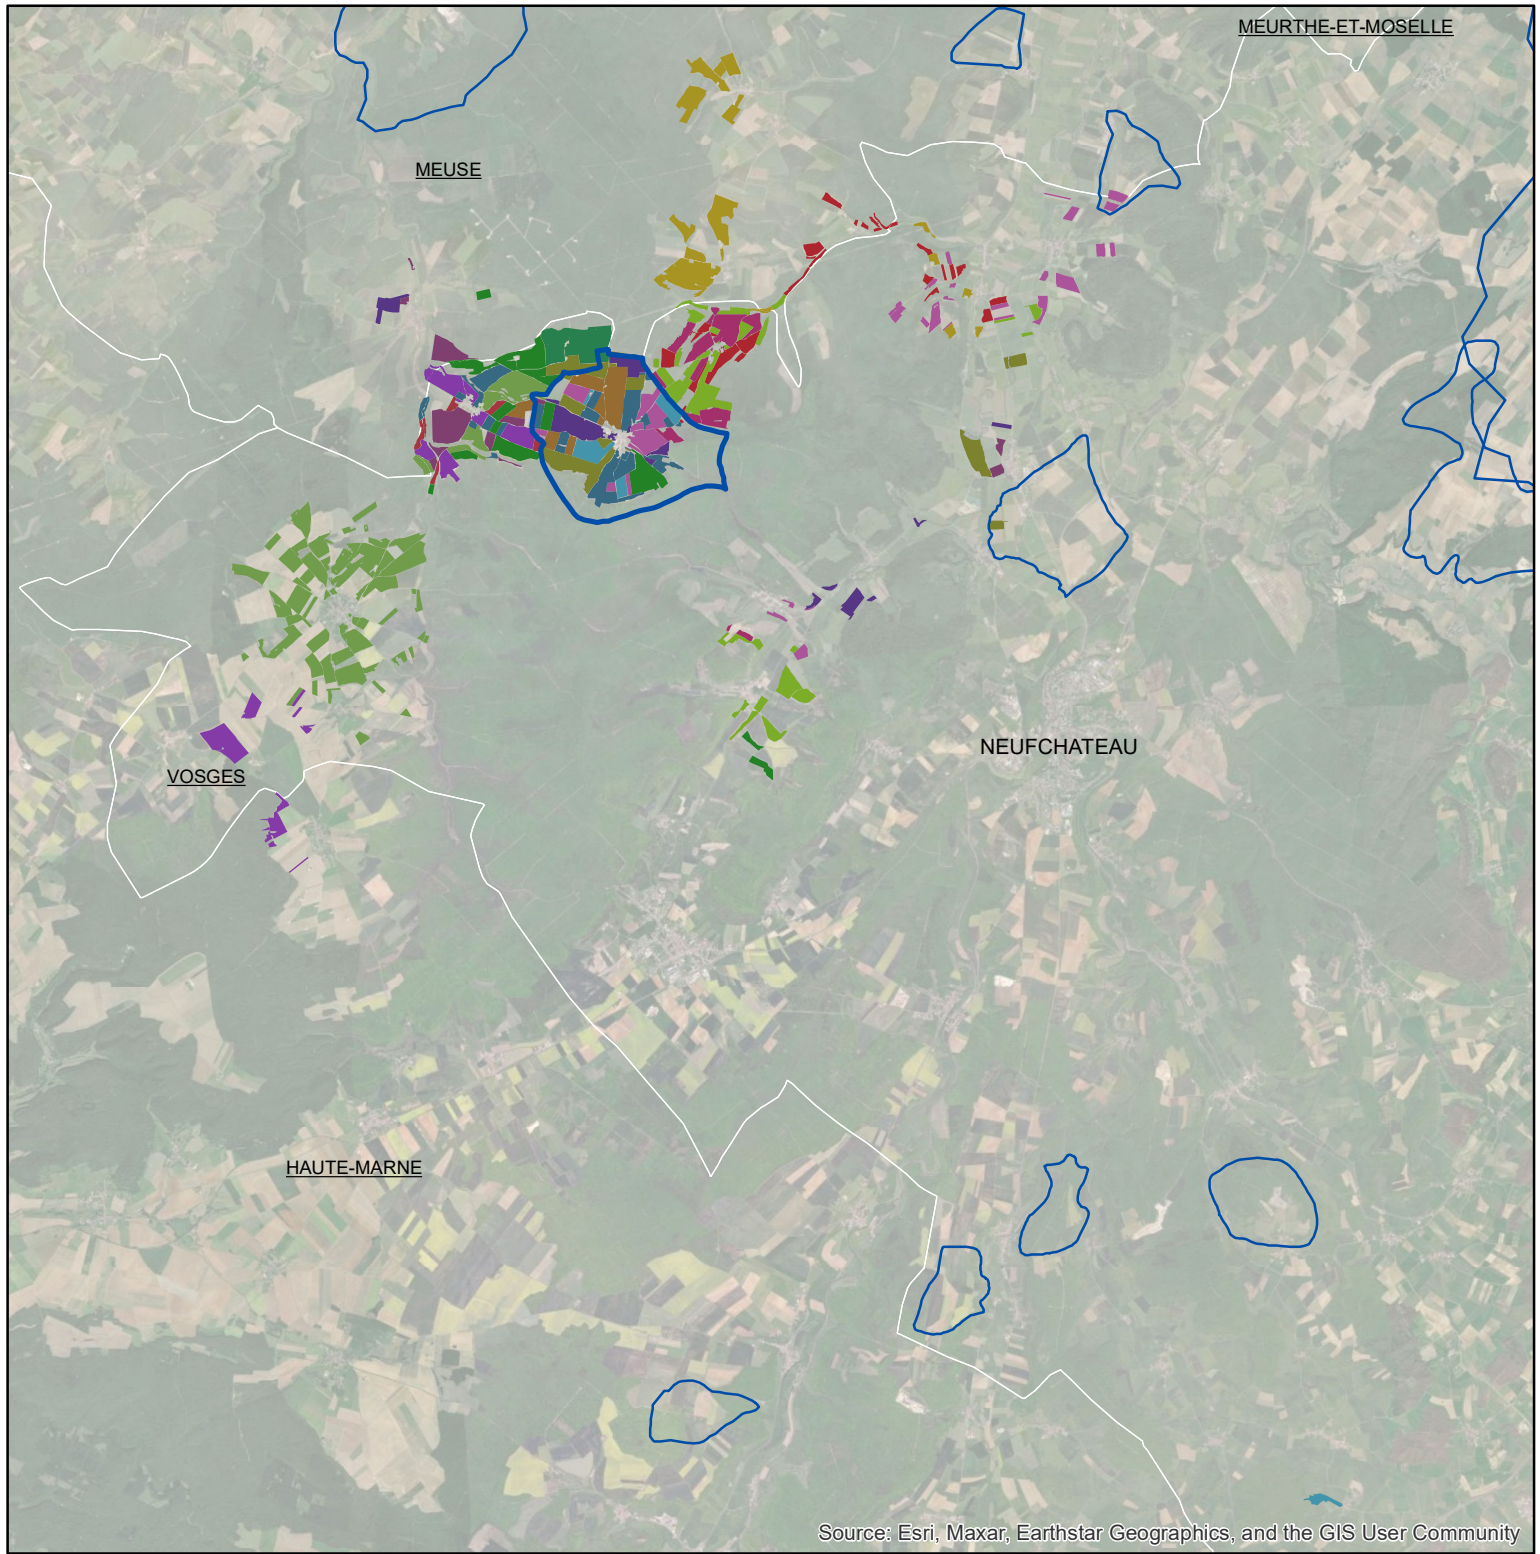 MEURTHE-ET-MOSELLE
MEUSE
NEUFCHATEAU
VOSGES
HAUTE-MARNE
Source: Esri, Maxar, Earthstar Geographics, and the GIS User Community